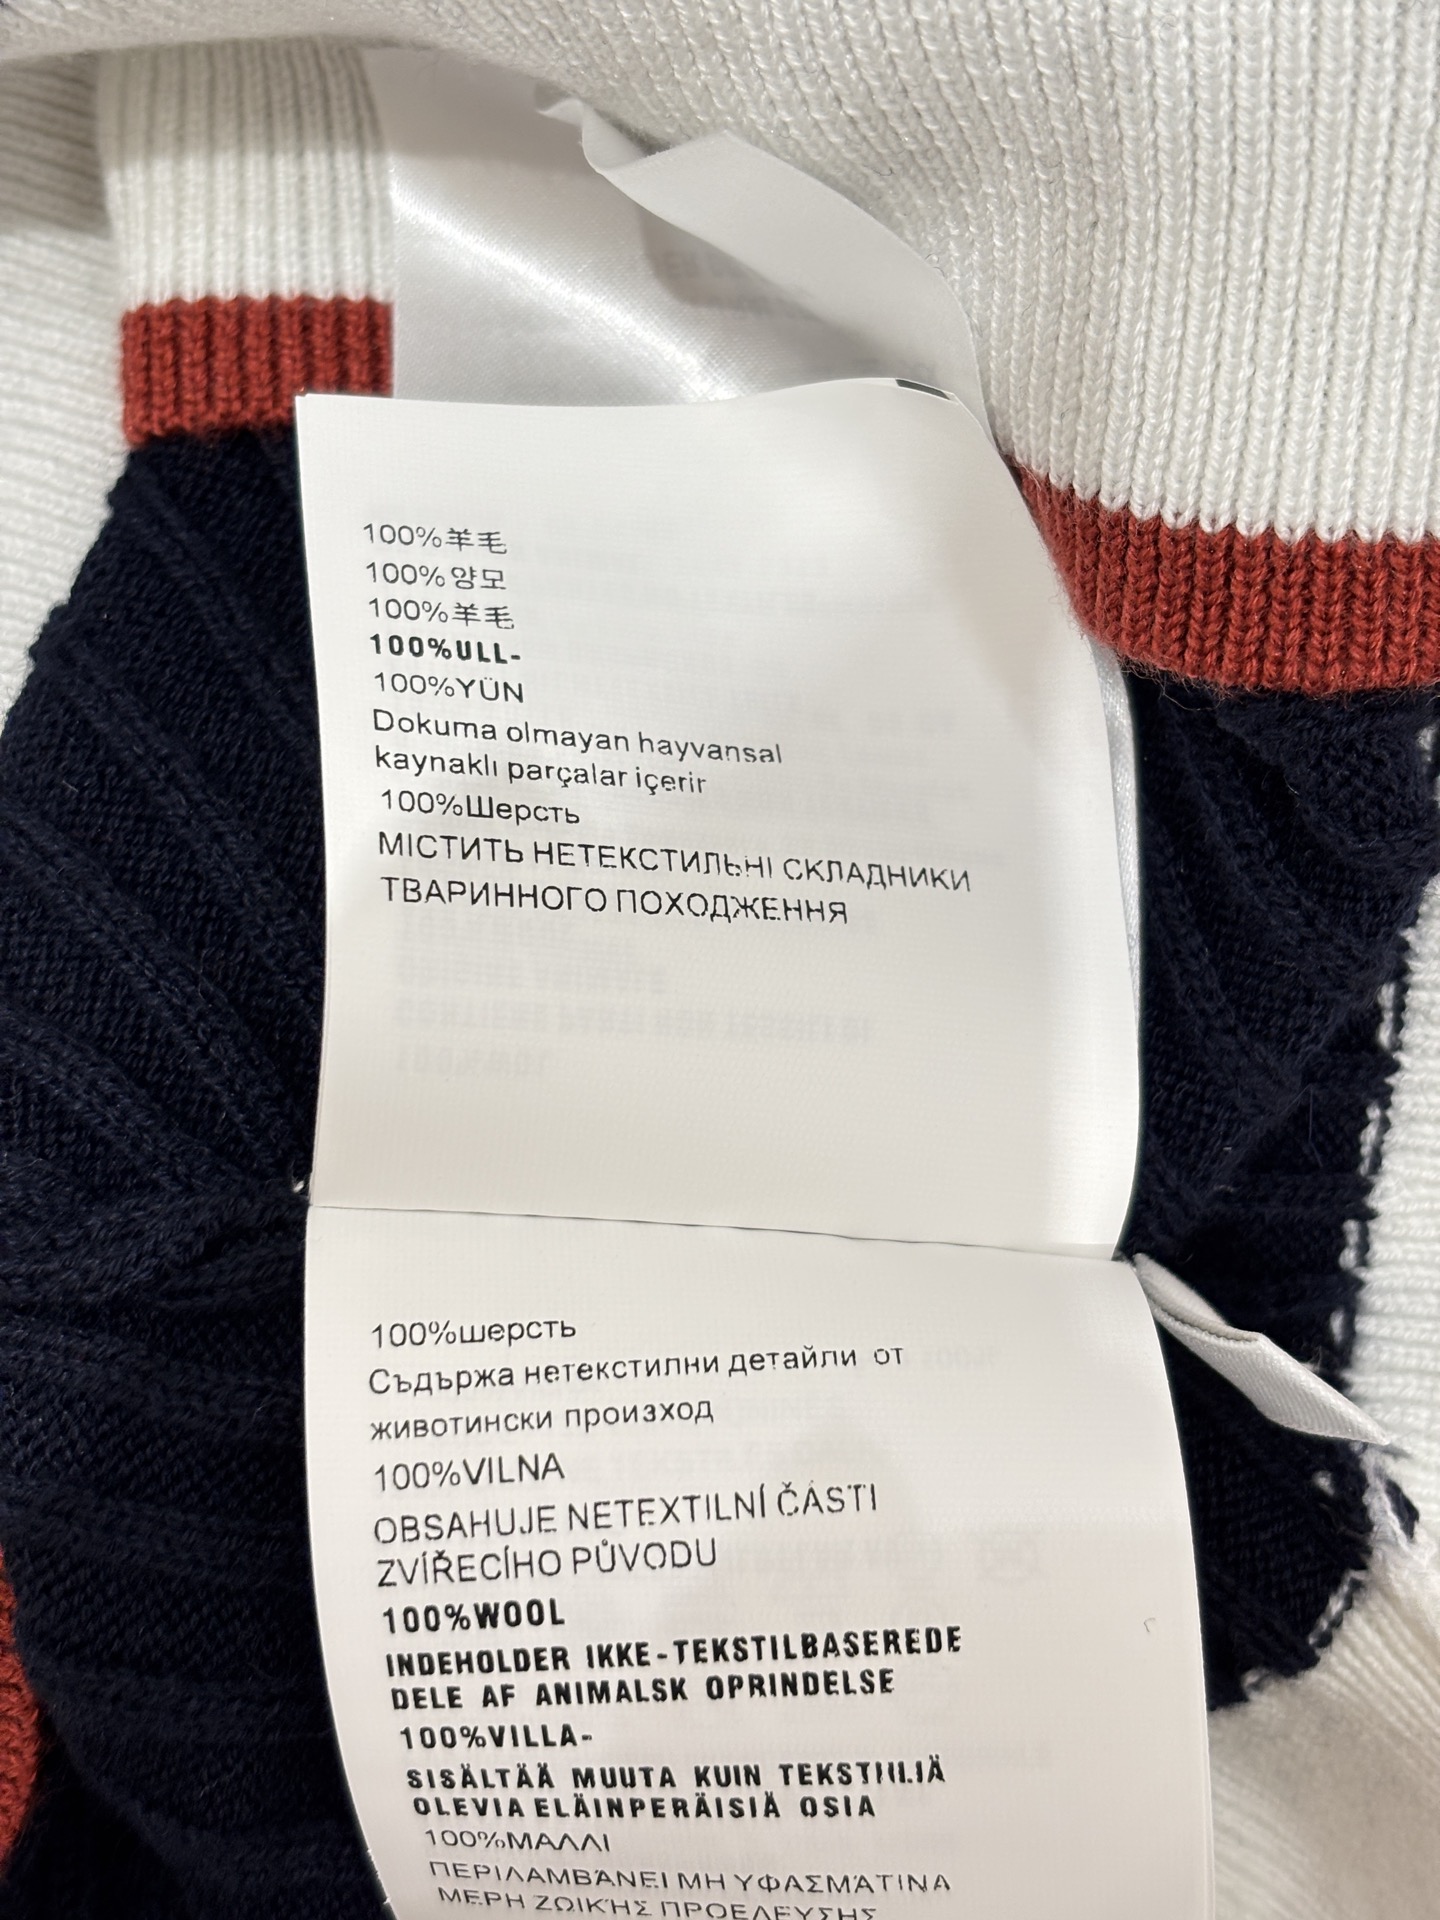 100%羊毛
100%양모
100%羊毛
100%ULL-
100%YÜN
Dokuma olmayan hayvansal
kaynaklı parçalar içerir
100%Шерсть
МІСТИТЬ НЕТЕКСТИЛЬНІ СКЛАДНИКИ
ТВАРИННОГО ПОХОДЖЕННЯ
100%шерсть
Съдържа нетекстилни детайли от
животински произход
100%VILNA
OBSAHUJE NETEXTILNÍ ČÁSTI
ZVÍŘECÍHO PŮVODU
100%WOOL
INDEHOLDER IKKE-TEKSTILBASEREDE
DELE AF ANIMALSK OPRINDELSE
100%VILLA-
SISÄLTÄÄ MUUTA KUIN TEKSTIILIÄ
OLEVIA ELÄINPERÄISIÄ OSIA
100%ΜΑΛΛΙ
ΠΕΡΙΛΑΜΒΆΝΕΙ ΜΗ ΥΦΑΣΜΆΤΙΝΑ
ΜΕΡΗ ΖΩΙΚΉΣ ΠΡΟΕΛΕΥΣΗΣ